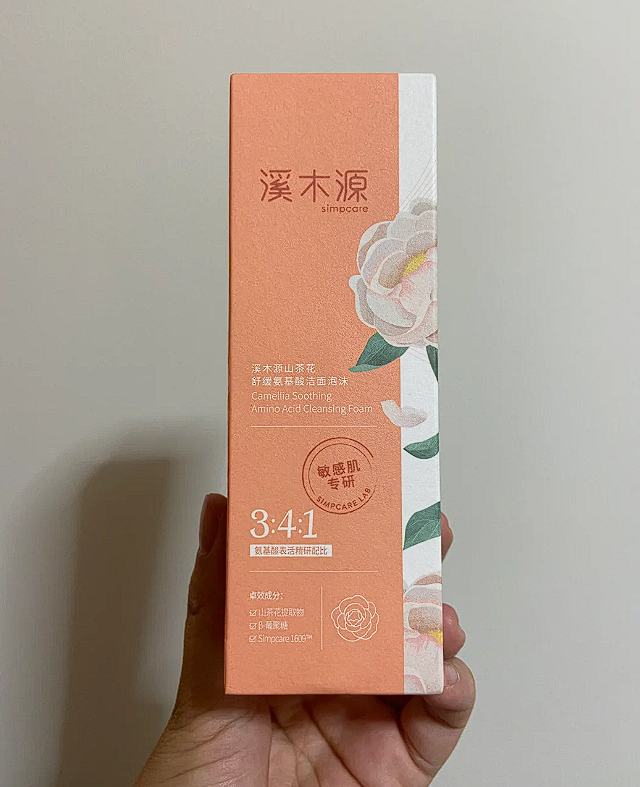 溪木源
simpcare
溪木源山茶花
舒缓氨基酸洁面泡沫
Camellia Soothing
Amino Acid Cleansing Foam
敏感肌
专研
SIMPCARE LAB
3:4:1
氨基酸表活精研配比
卓效成分:
☑山茶花提取物
☑β-葡聚糖
☑Simpcare 1609™